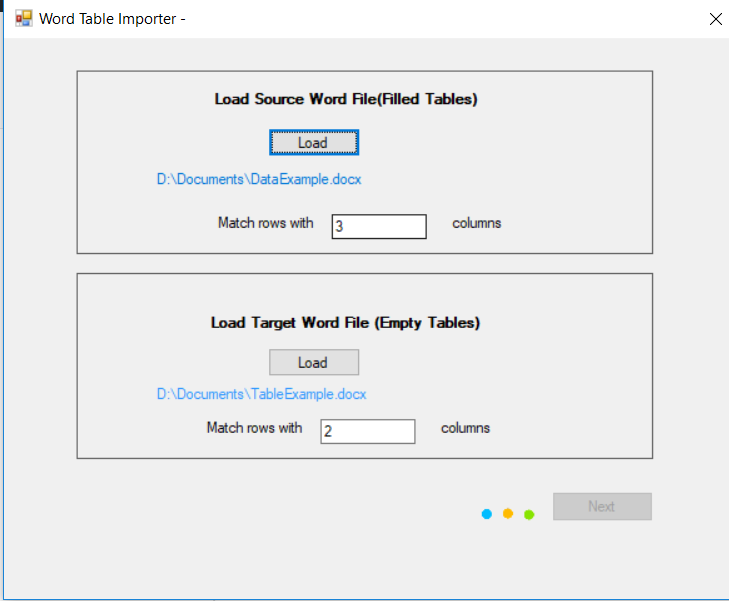 Word Table Importer -
Load Source Word File(Filled Tables)
Load
D:\Documents\DataExample.docx
Match rows with 3 columns
Load Target Word File (Empty Tables)
Load
D:\Documents\TableExample.docx
Match rows with 2 columns
Next